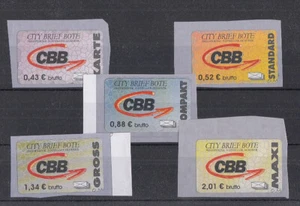 CITY BRIEF BOTE
CBB
0,43 € brutto
KARTE
CITY BRIEF BOTE
CBB
0,52 € brutto
STANDARD
CITY BRIEF BOTE
CBB
0,88 € brutto
KOMPAKT
CITY BRIEF BOTE
CBB
1,34 € brutto
GROSS
CITY BRIEF BOTE
CBB
2,01 € brutto
MAXI